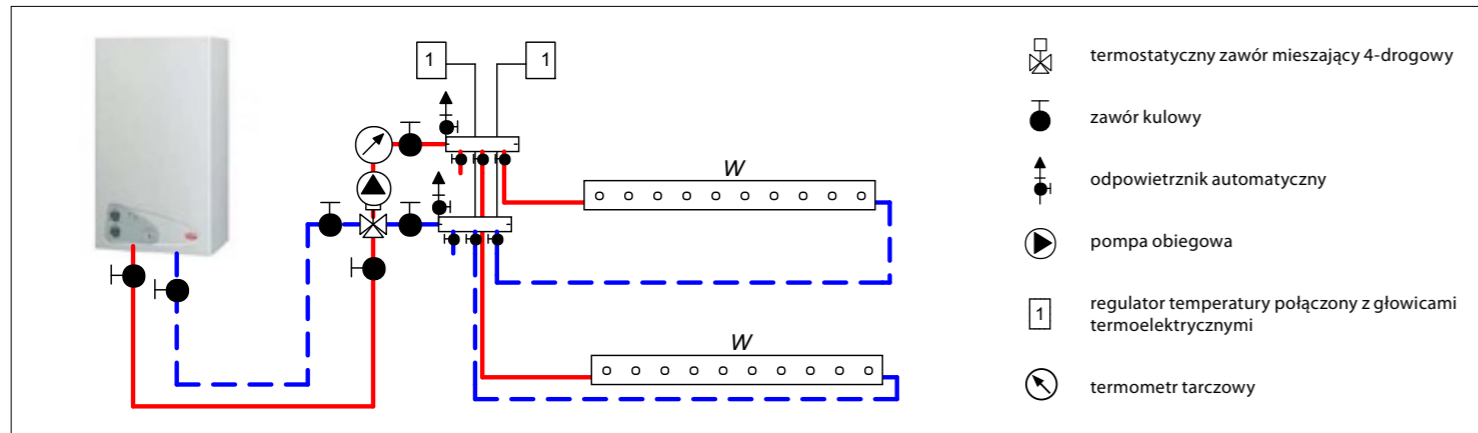 1
1
W
W
termostatyczny zawór mieszający 4-drogowy
zawór kulowy
odpowietrznik automatyczny
pompa obiegowa
1
regulator temperatury połączony z głowicami
termoelektrycznymi
termometr tarczowy